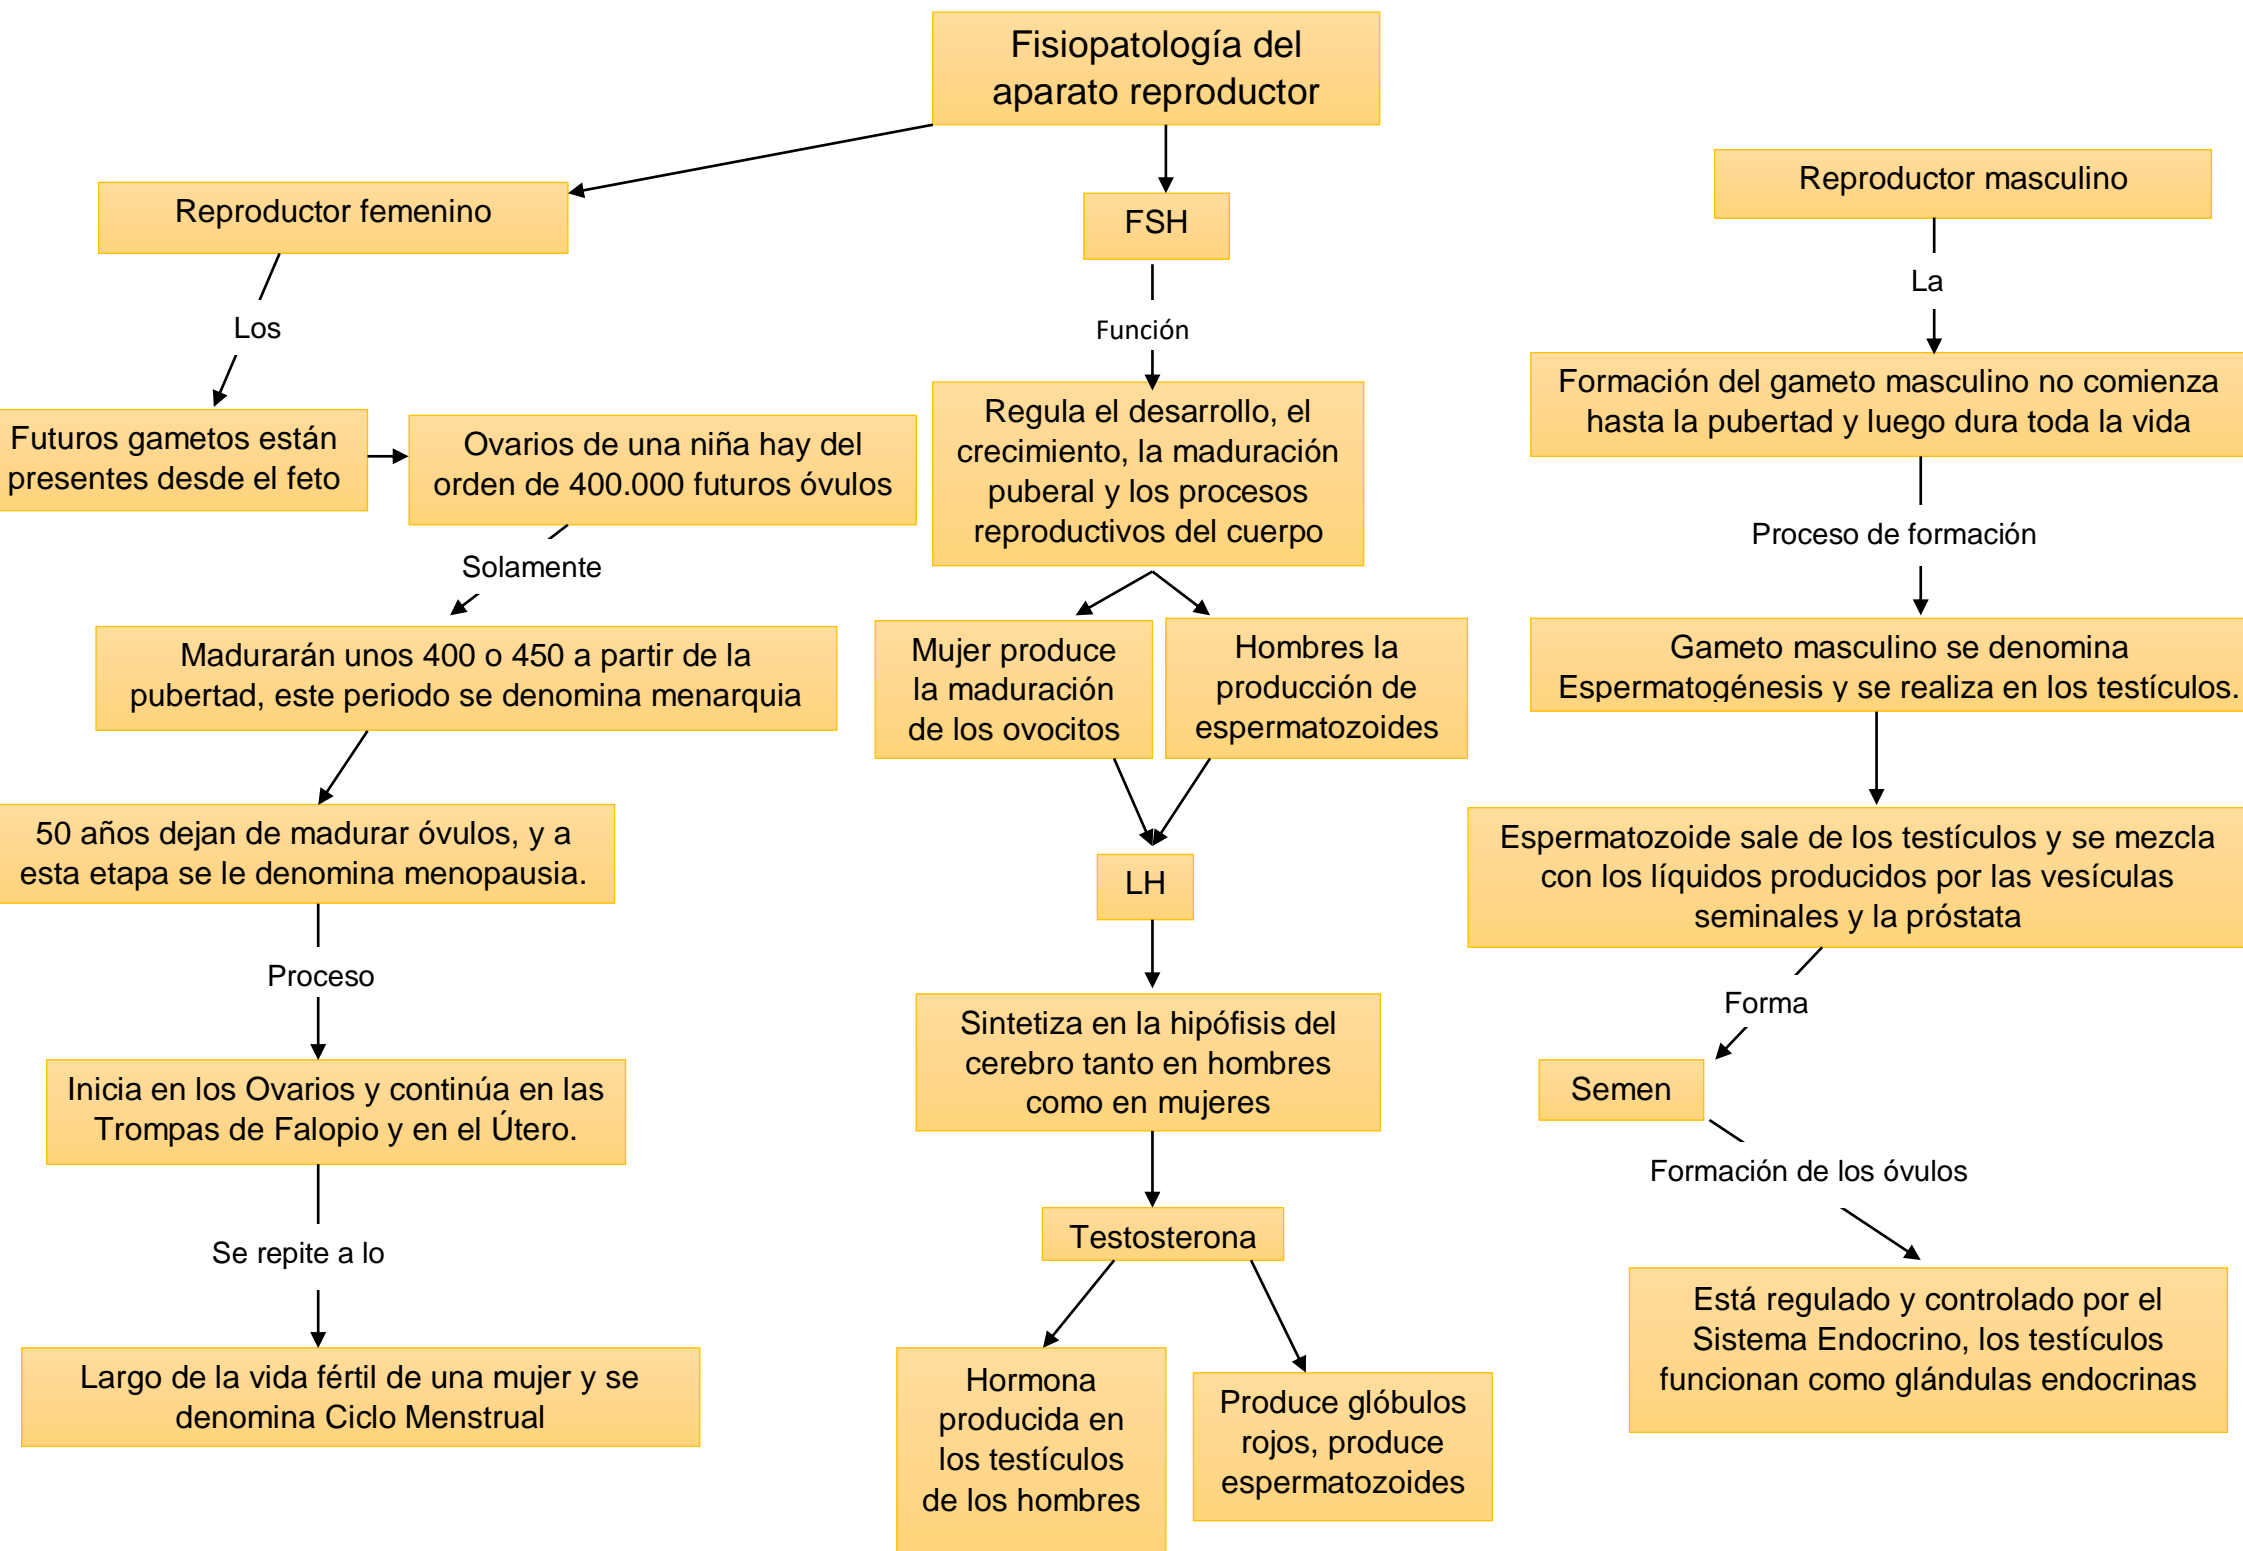 Fisiopatología del
aparato reproductor
Reproductor femenino
Los
Futuros gametos están
presentes desde el feto
Ovarios de una niña hay del
orden de 400.000 futuros óvulos
Solamente
Madurarán unos 400 o 450 a partir de la
pubertad, este periodo se denomina menarquia
50 años dejan de madurar óvulos, y a
esta etapa se le denomina menopausia.
Proceso
Inicia en los Ovarios y continúa en las
Trompas de Falopio y en el Útero.
Se repite a lo
Largo de la vida fértil de una mujer y se
denomina Ciclo Menstrual
FSH
Función
Regula el desarrollo, el
crecimiento, la maduración
puberal y los procesos
reproductivos del cuerpo
Mujer produce
la maduración
de los ovocitos
Hombres la
producción de
espermatozoides
LH
Sintetiza en la hipófisis del
cerebro tanto en hombres
como en mujeres
Testosterona
Hormona
producida en
los testículos
de los hombres
Produce glóbulos
rojos, produce
espermatozoides
Reproductor masculino
La
Formación del gameto masculino no comienza
hasta la pubertad y luego dura toda la vida
Proceso de formación
Gameto masculino se denomina
Espermatogénesis y se realiza en los testículos.
Espermatozoide sale de los testículos y se mezcla
con los líquidos producidos por las vesículas
seminales y la próstata
Forma
Semen
Formación de los óvulos
Está regulado y controlado por el
Sistema Endocrino, los testículos
funcionan como glándulas endocrinas